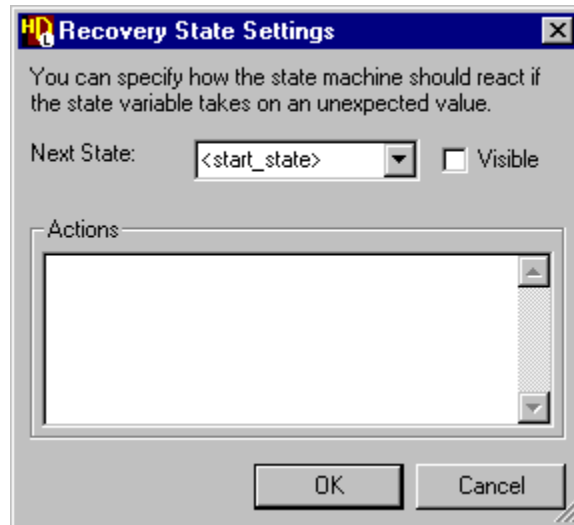 HDL Recovery State Settings
You can specify how the state machine should react if
the state variable takes on an unexpected value.
Next State: <start_state> Visible
Actions
OK Cancel